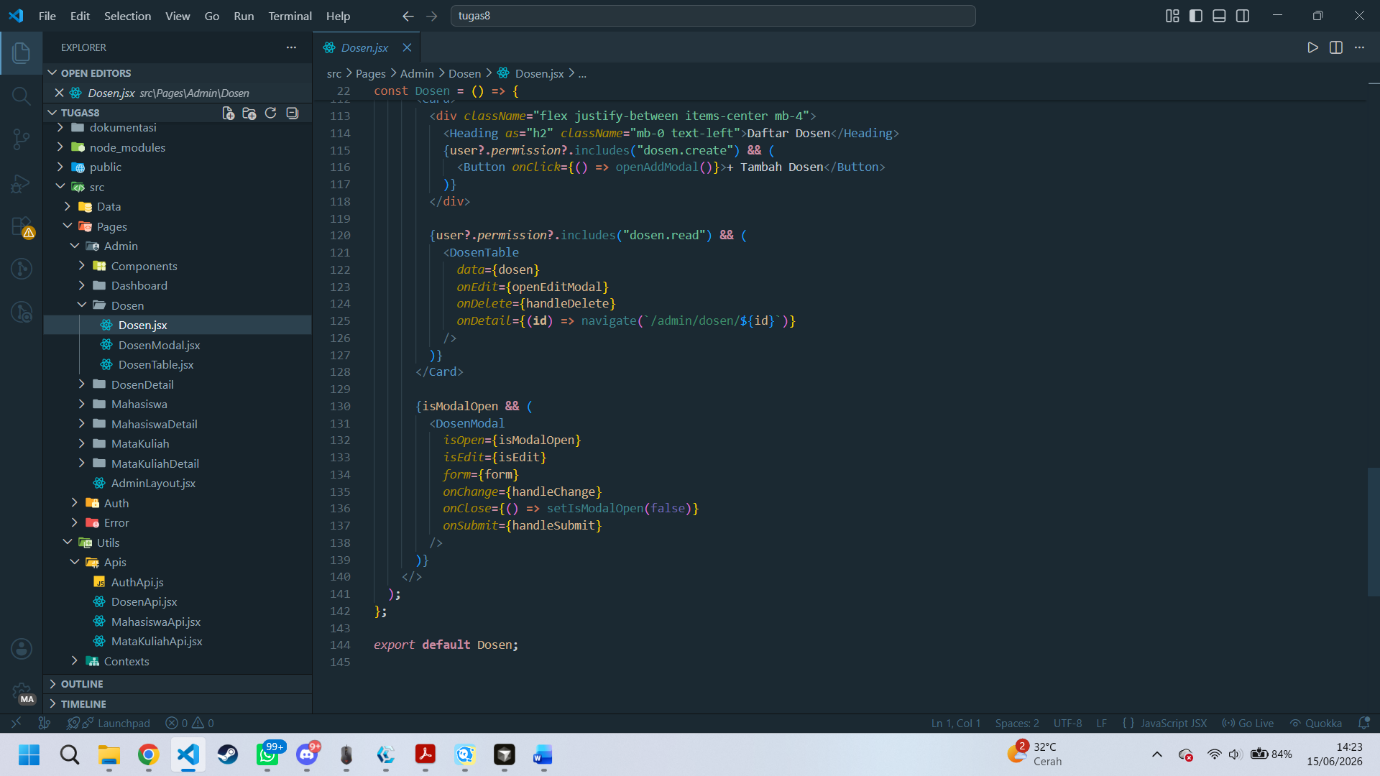 File Edit Selection View Go Run Terminal Help
tugas8
EXPLORER
OPEN EDITORS
Dosen.jsx src\Pages\Admin\Dosen
TUGAS8
dokumentasi
node_modules
public
src
Data
Pages
Admin
Components
Dashboard
Dosen
Dosen.jsx
DosenModal.jsx
DosenTable.jsx
DosenDetail
Mahasiswa
MahasiswaDetail
MataKuliah
MataKuliahDetail
AdminLayout.jsx
Auth
Error
Utils
Apis
AuthApi.js
DosenApi.jsx
MahasiswaApi.jsx
MataKuliahApi.jsx
Contexts
OUTLINE
TIMELINE
MA
Dosen.jsx
src > Pages > Admin > Dosen > Dosen.jsx > ...
22 const Dosen = () => {
112 <Card>
113 <div className="flex justify-between items-center mb-4">
114 <Heading as="h2" className="mb-0 text-left">Daftar Dosen</Heading>
115 {user?.permission?.includes("dosen.create") && (
116 <Button onClick={() => openAddModal()}>+ Tambah Dosen</Button>
117 )}
118 </div>
119
120 {user?.permission?.includes("dosen.read") && (
121 <DosenTable
122 data={dosen}
123 onEdit={openEditModal}
124 onDelete={handleDelete}
125 onDetail={(id) => navigate(`/admin/dosen/${id}`)}
126 />
127 )}
128 </Card>
129
130 {isModalOpen && (
131 <DosenModal
132 isOpen={isModalOpen}
133 isEdit={isEdit}
134 form={form}
135 onChange={handleChange}
136 onClose={() => setIsModalOpen(false)}
137 onSubmit={handleSubmit}
138 />
139 )}
140 </>
141 );
142 };
143
144 export default Dosen;
145
Launchpad 0 0 Ln 1, Col 1 Spaces: 2 UTF-8 LF {} JavaScript JSX Go Live Quokka
99+ 9+ 2 32°C Cerah 84% 14:23 15/06/2026